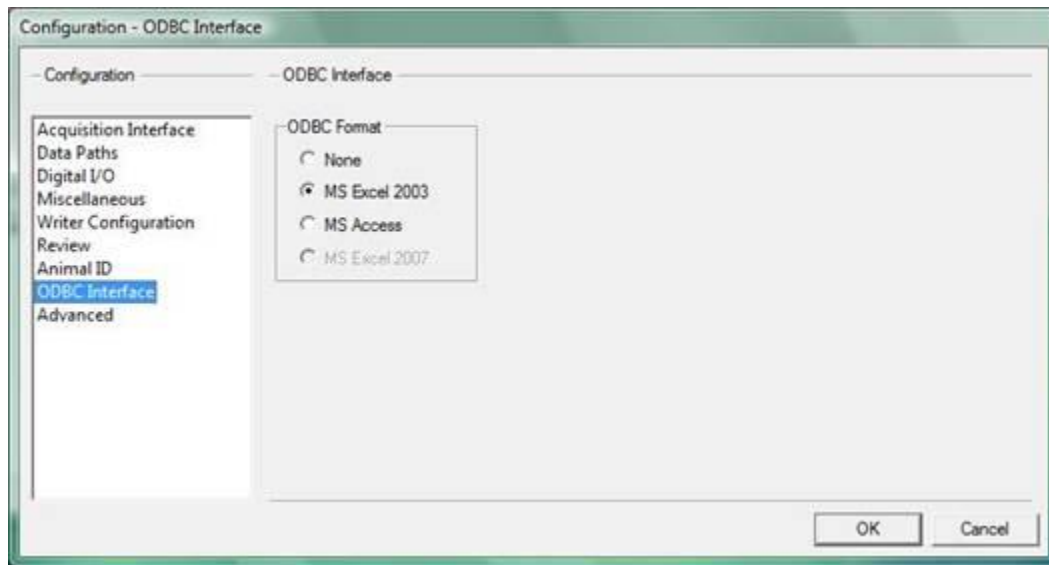 Configuration - ODBC Interface
Configuration
ODBC Interface
Acquisition Interface
Data Paths
Digital I/O
Miscellaneous
Writer Configuration
Review
Animal ID
ODBC Interface
Advanced
ODBC Format
None
MS Excel 2003
MS Access
MS Excel 2007
OK
Cancel